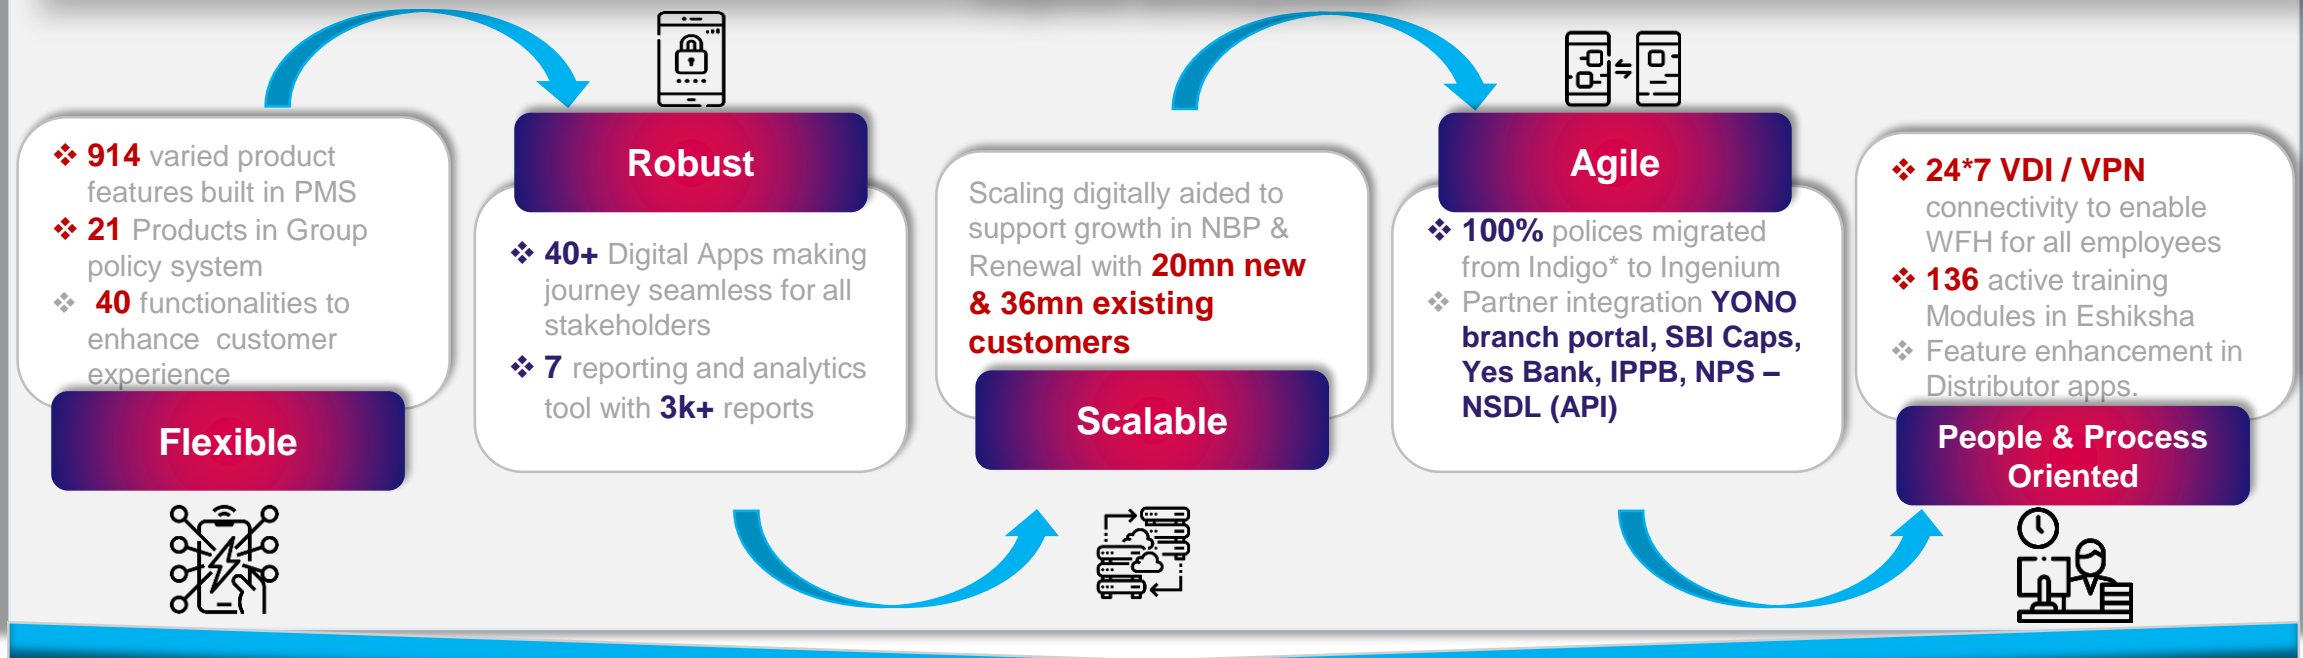 ❖ 914 varied product
features built in PMS
❖ 21 Products in Group
policy system
❖ 40 functionalities to
enhance customer
experience
Flexible
Robust
❖ 40+ Digital Apps making
journey seamless for all
stakeholders
❖ 7 reporting and analytics
tool with 3k+ reports
Scaling digitally aided to
support growth in NBP &
Renewal with 20mn new
& 36mn existing
customers
Scalable
Agile
❖ 100% polices migrated
from Indigo* to Ingenium
❖ Partner integration YONO
branch portal, SBI Caps,
Yes Bank, IPPB, NPS –
NSDL (API)
❖ 24*7 VDI / VPN
connectivity to enable
WFH for all employees
❖ 136 active training
Modules in Eshiksha
❖ Feature enhancement in
Distributor apps.
People & Process
Oriented